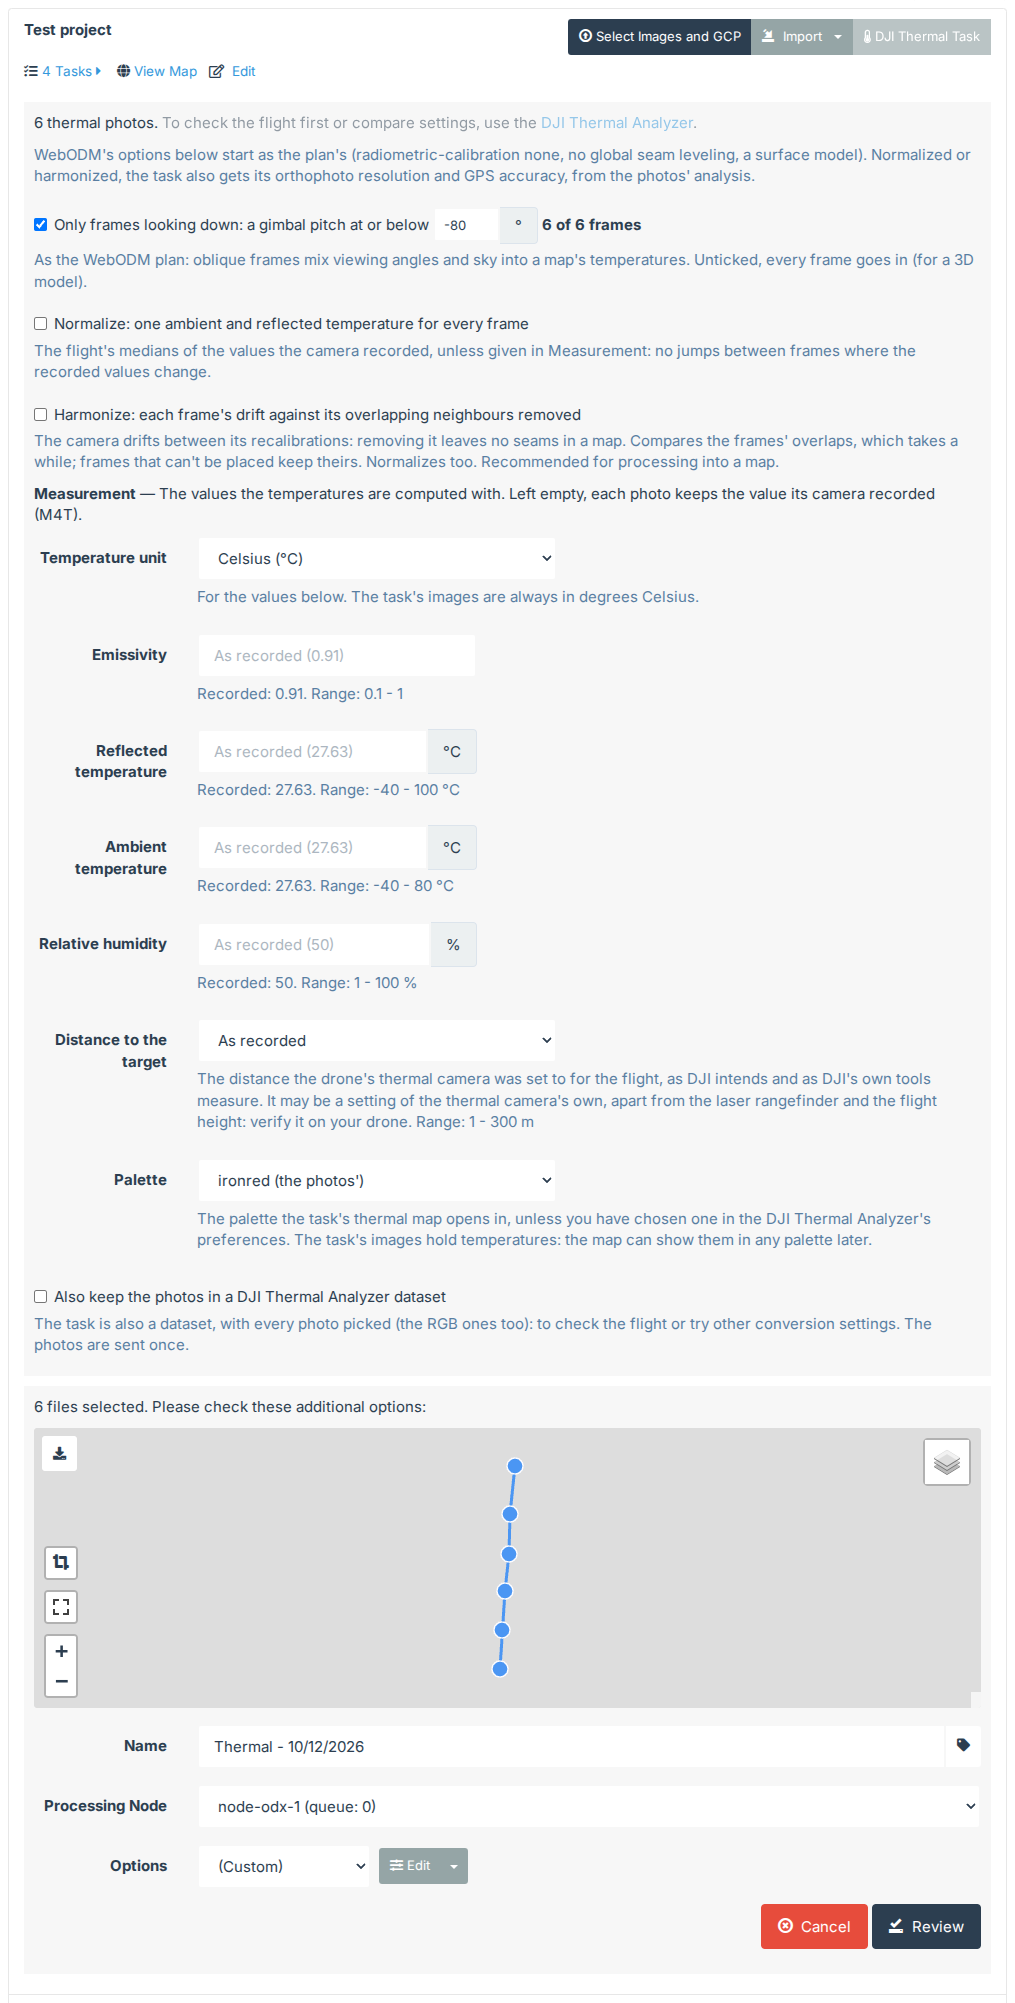 Test project
Select Images and GCP
Import
DJI Thermal Task
4 Tasks
View Map
Edit
6 thermal photos. To check the flight first or compare settings, use the DJI Thermal Analyzer.
WebODM's options below start as the plan's (radiometric-calibration none, no global seam leveling, a surface model). Normalized or
harmonized, the task also gets its orthophoto resolution and GPS accuracy, from the photos' analysis.
Only frames looking down: a gimbal pitch at or below -80 ° 6 of 6 frames
As the WebODM plan: oblique frames mix viewing angles and sky into a map's temperatures. Unticked, every frame goes in (for a 3D
model).
Normalize: one ambient and reflected temperature for every frame
The flight's medians of the values the camera recorded, unless given in Measurement: no jumps between frames where the
recorded values change.
Harmonize: each frame's drift against its overlapping neighbours removed
The camera drifts between its recalibrations: removing it leaves no seams in a map. Compares the frames' overlaps, which takes a
while; frames that can't be placed keep theirs. Normalizes too. Recommended for processing into a map.
Measurement — The values the temperatures are computed with. Left empty, each photo keeps the value its camera recorded
(M4T).
Temperature unit
Celsius (°C)
For the values below. The task's images are always in degrees Celsius.
Emissivity
As recorded (0.91)
Recorded: 0.91. Range: 0.1 - 1
Reflected
temperature
As recorded (27.63)
°C
Recorded: 27.63. Range: -40 - 100 °C
Ambient
temperature
As recorded (27.63)
°C
Recorded: 27.63. Range: -40 - 80 °C
Relative humidity
As recorded (50)
%
Recorded: 50. Range: 1 - 100 %
Distance to the
target
As recorded
The distance the drone's thermal camera was set to for the flight, as DJI intends and as DJI's own tools
measure. It may be a setting of the thermal camera's own, apart from the laser rangefinder and the flight
height: verify it on your drone. Range: 1 - 300 m
Palette
ironred (the photos')
The palette the task's thermal map opens in, unless you have chosen one in the DJI Thermal Analyzer's
preferences. The task's images hold temperatures: the map can show them in any palette later.
Also keep the photos in a DJI Thermal Analyzer dataset
The task is also a dataset, with every photo picked (the RGB ones too): to check the flight or try other conversion settings. The
photos are sent once.
6 files selected. Please check these additional options:
+
−
Name
Thermal - 10/12/2026
Processing Node
node-odx-1 (queue: 0)
Options
(Custom)
Edit
Cancel
Review